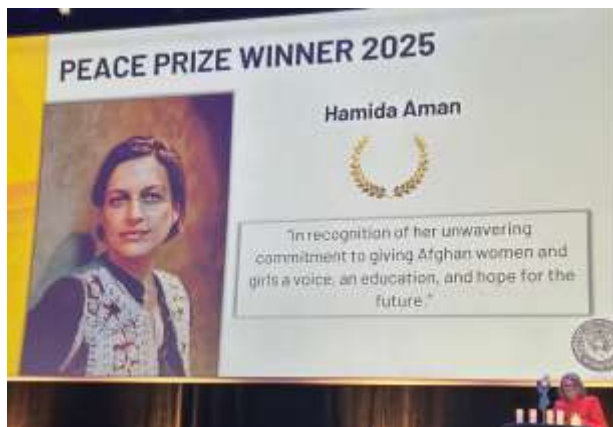 PEACE PRIZE WINNER 2025
Hamida Aman
"In recognition of her unwavering
commitment to giving Afghan women and
girls a voice, an education, and hope for the
future."